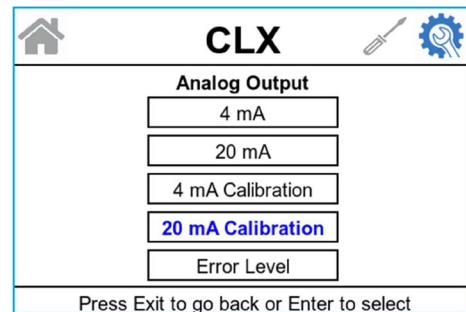 CLX
Analog Output
4 mA
20 mA
4 mA Calibration
20 mA Calibration
Error Level
Press Exit to go back or Enter to select